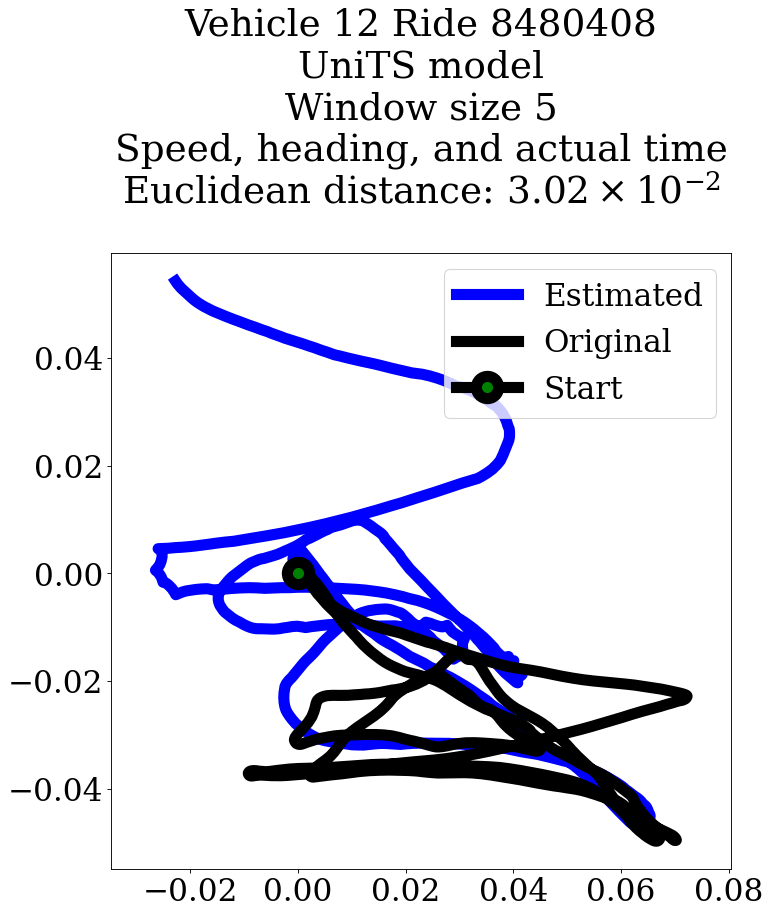 Vehicle 12 Ride 8480408
UniTS model
Window size 5
Speed, heading, and actual time
Euclidean distance: 3.02 × 10⁻²
Estimated
Original
Start
0.04
0.02
0.00
−0.02
−0.04
−0.02 0.00 0.02 0.04 0.06 0.08